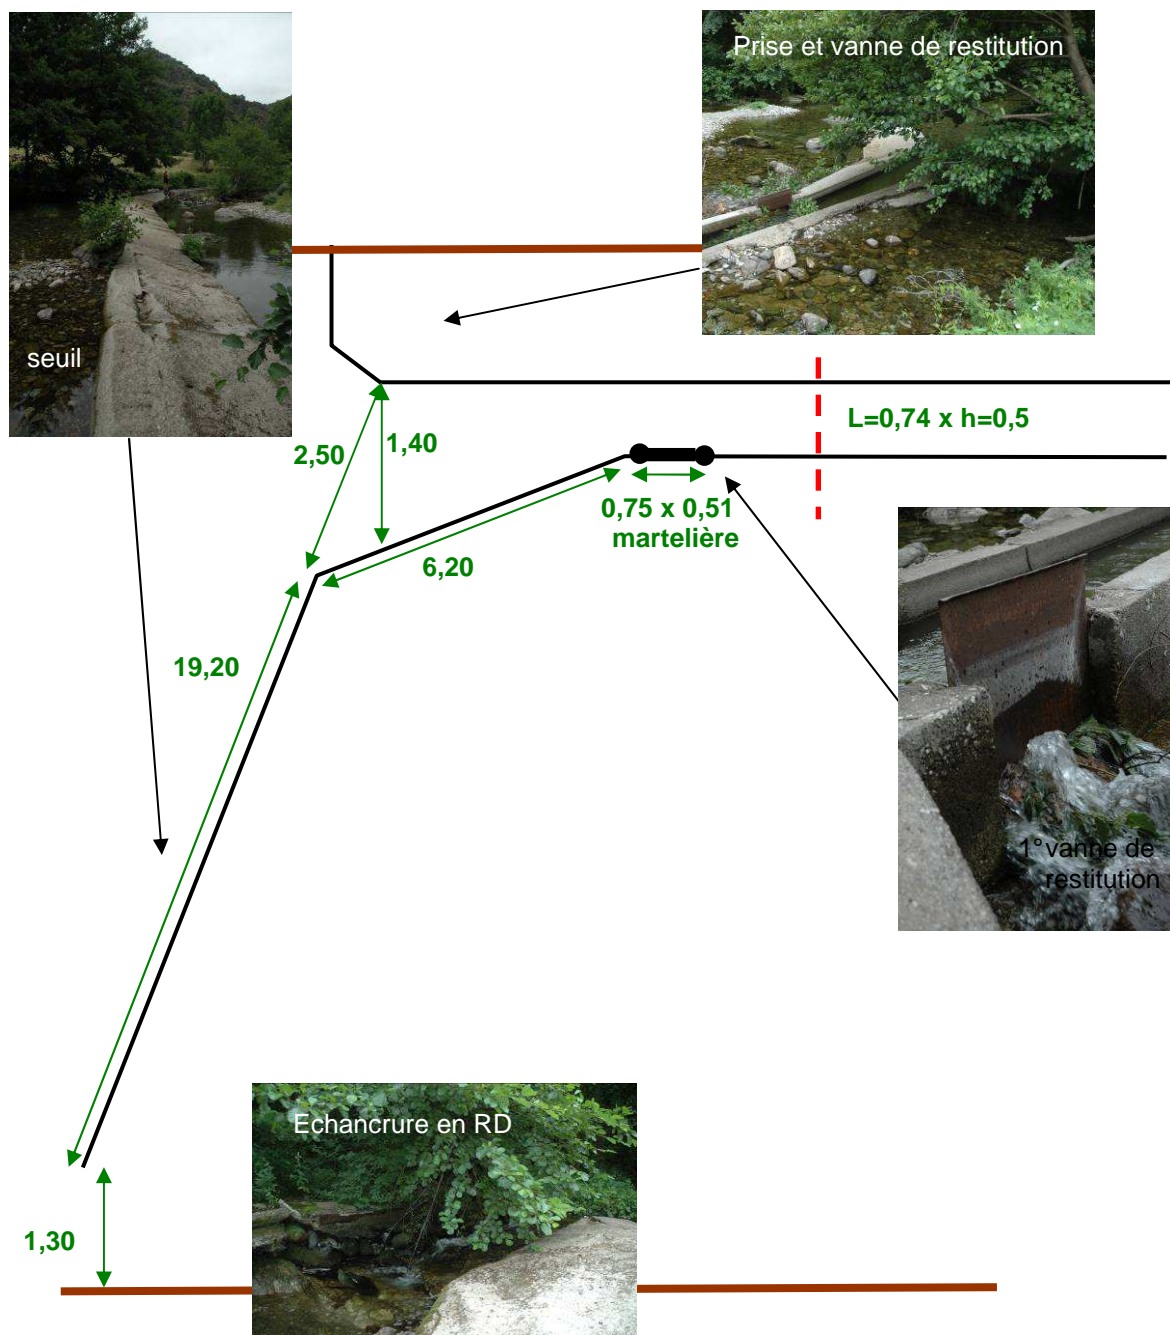 Prise et vanne de restitution
seuil
L=0,74 x h=0,5
2,50
1,40
0,75 x 0,51
martelière
6,20
19,20
1°vanne de
restitution
Echancrure en RD
1,30